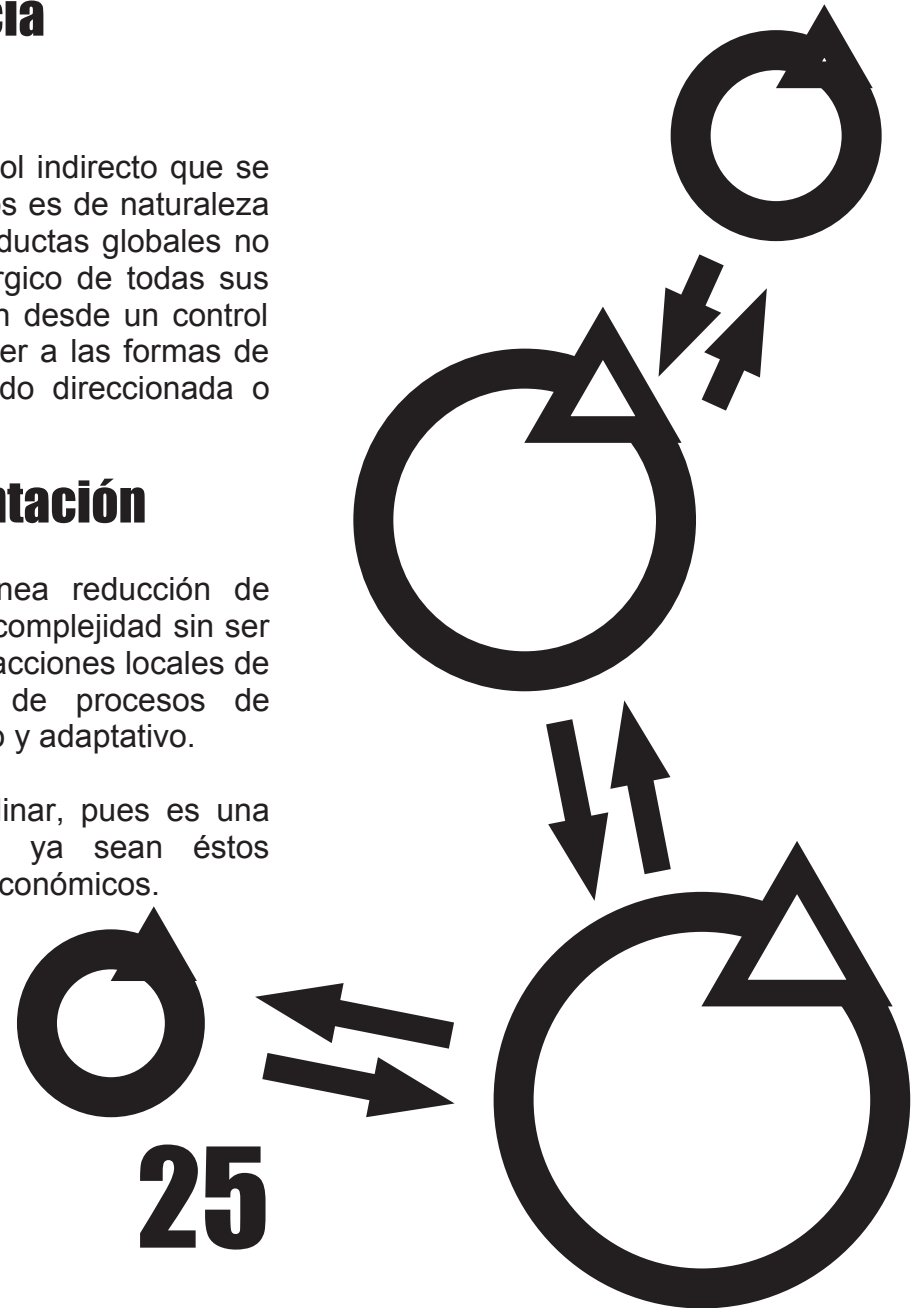 cia
ol indirecto que se
os es de naturaleza
ductas globales no
rgico de todas sus
n desde un control
er a las formas de
do direccionada o
ntación
nea reducción de
complejidad sin ser
acciones locales de
de procesos de
o y adaptativo.
linar, pues es una
ya sean éstos
conómicos.
25